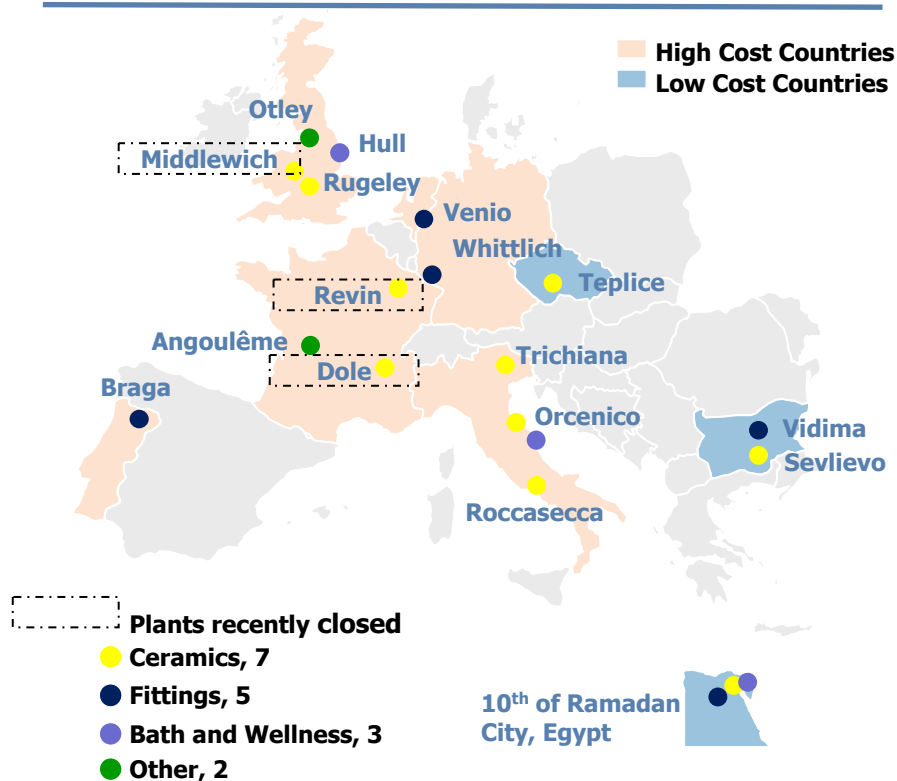 High Cost Countries
Low Cost Countries
Otley
Hull
Middlewich
Rugeley
Venio
Whittlich
Teplice
Revin
Angoulême
Dole
Trichiana
Braga
Orcenico
Vidima
Sevlievo
Roccasecca
Plants recently closed
Ceramics, 7
Fittings, 5
Bath and Wellness, 3
Other, 2
10th of Ramadan
City, Egypt